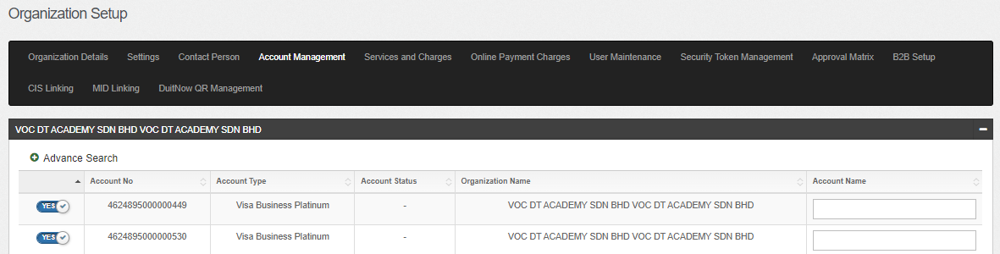 Organization Setup
Organization Details Settings Contact Person Account Management Services and Charges Online Payment Charges User Maintenance Security Token Management Approval Matrix B2B Setup
CIS Linking MID Linking DuitNow QR Management
VOC DT ACADEMY SDN BHD VOC DT ACADEMY SDN BHD
Advance Search
Account No Account Type Account Status Organization Name Account Name
YES 4624895000000449 Visa Business Platinum - VOC DT ACADEMY SDN BHD VOC DT ACADEMY SDN BHD
YES 4624895000000530 Visa Business Platinum - VOC DT ACADEMY SDN BHD VOC DT ACADEMY SDN BHD